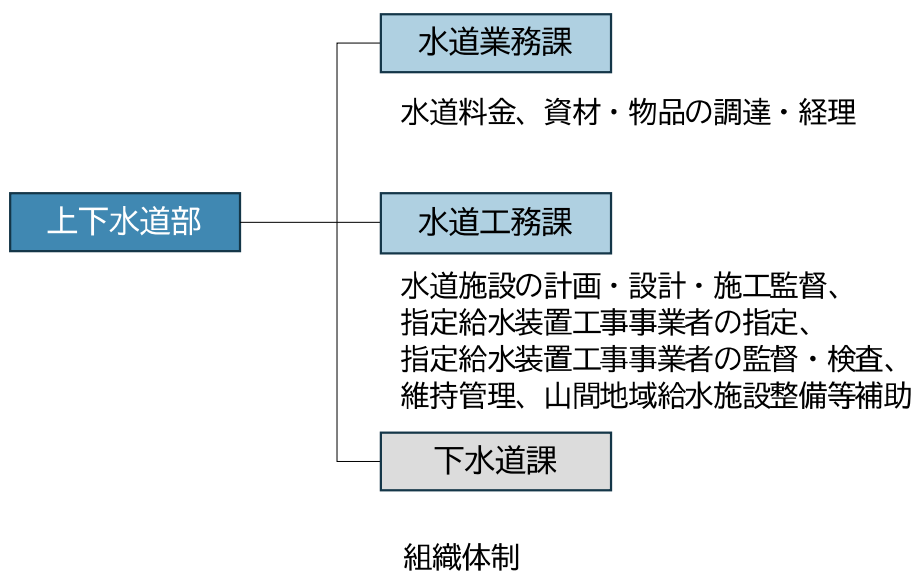 水道業務課
水道料金、資材・物品の調達・経理
上下水道部
水道工務課
水道施設の計画・設計・施工監督、
指定給水装置工事事業者の指定、
指定給水装置工事事業者の監督・検査、
維持管理、山間地域給水施設整備等補助
下水道課
組織体制